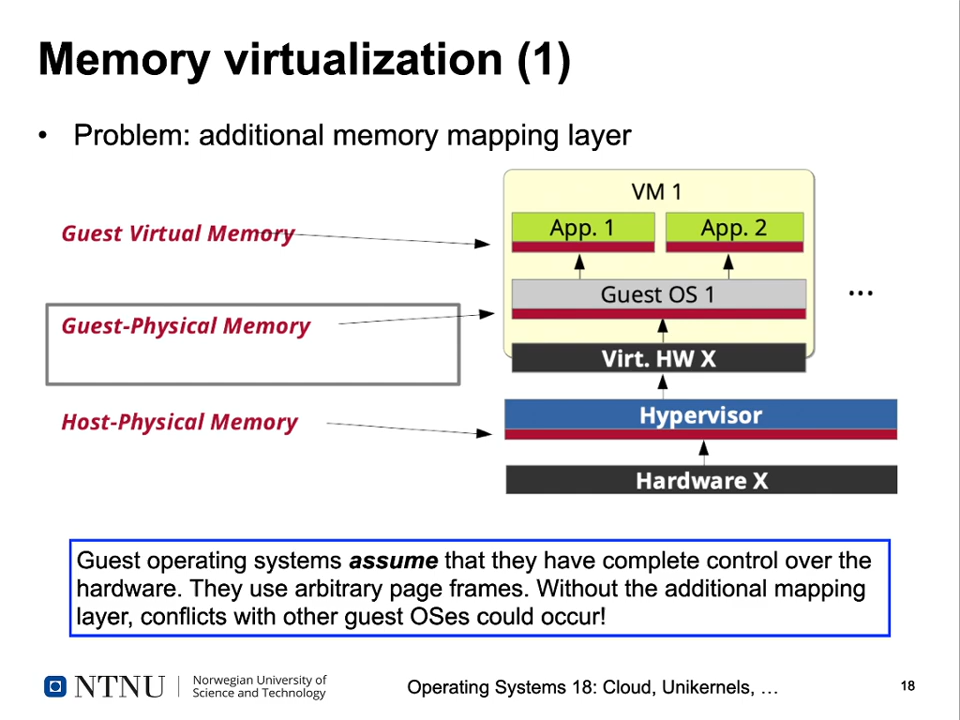 Memory virtualization (1)
• Problem: additional memory mapping layer
VM 1
Guest Virtual Memory
App. 1
App. 2
Guest OS 1
...
Guest-Physical Memory
Virt. HW X
Host-Physical Memory
Hypervisor
Hardware X
Guest operating systems assume that they have complete control over the
hardware. They use arbitrary page frames. Without the additional mapping
layer, conflicts with other guest OSes could occur!
NTNU
Norwegian University of
Science and Technology
Operating Systems 18: Cloud, Unikernels, …
18